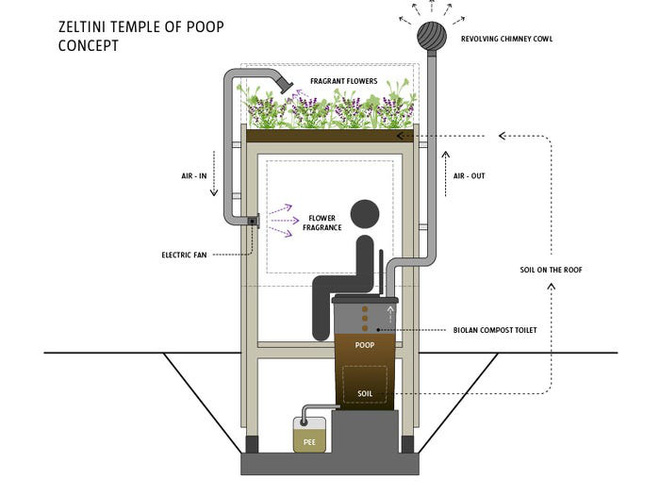 ZELTINI TEMPLE OF POOP
CONCEPT
REVOLVING CHIMNEY COWL
FRAGRANT FLOWERS
AIR - IN
AIR - OUT
FLOWER
FRAGRANCE
ELECTRIC FAN
SOIL ON THE ROOF
BIOLAN COMPOST TOILET
POOP
SOIL
PEE